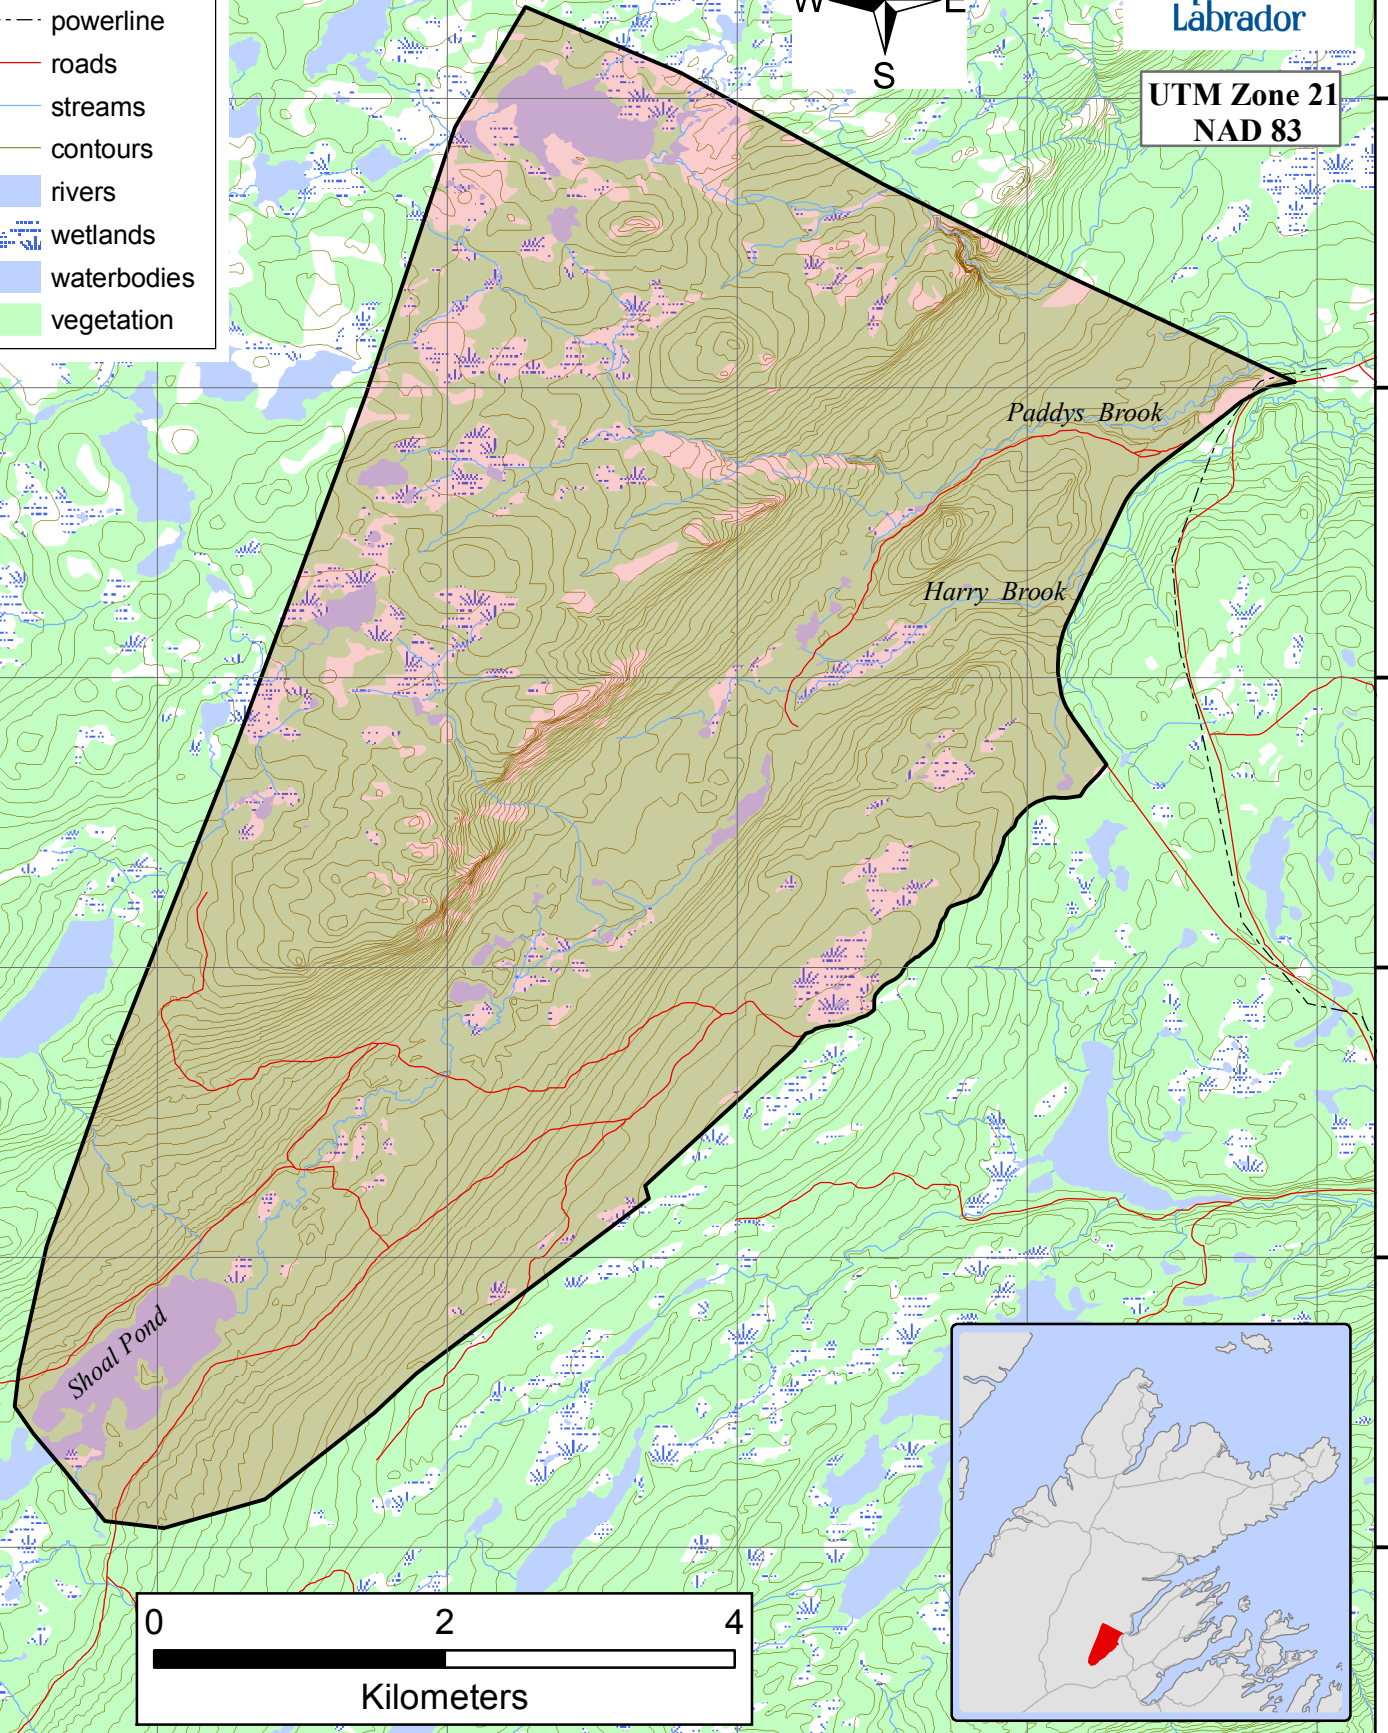 powerline
roads
streams
contours
rivers
wetlands
waterbodies
vegetation
W E
S
Labrador
UTM Zone 21
NAD 83
Paddys Brook
Harry Brook
Shoal Pond
0 2 4
Kilometers